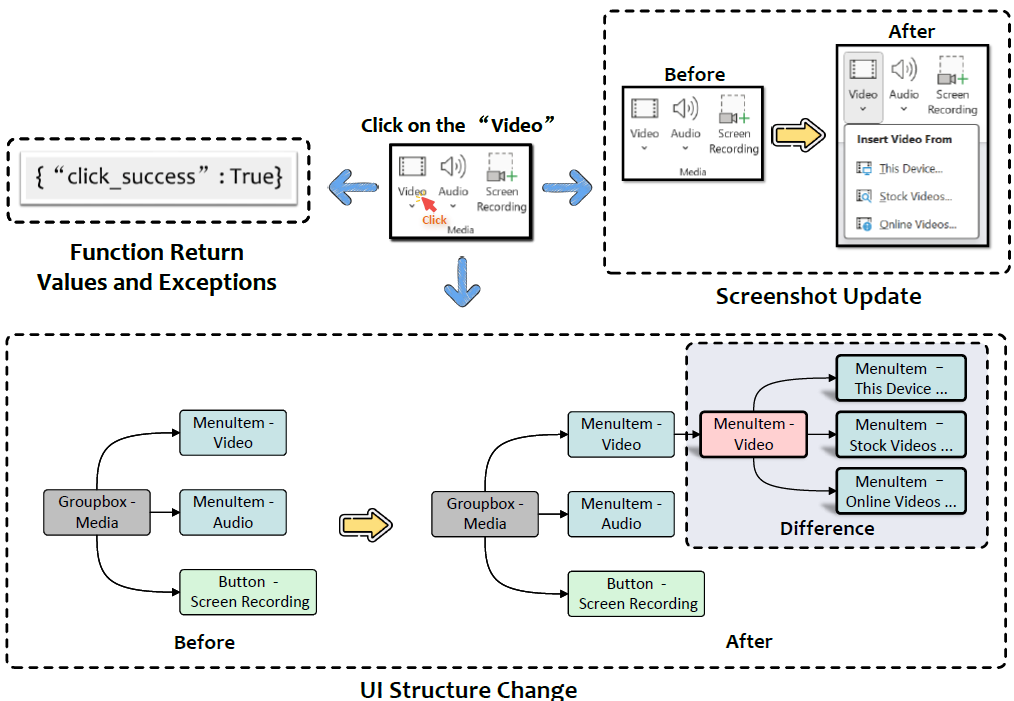 After
Before
Video
Audio
Screen
Recording
Insert Video From
This Device...
Stock Videos...
Online Videos...
Video
Audio
Screen
Recording
Media
Screenshot Update
Click on the “Video”
Video
Audio
Screen
Recording
Click
Media
{“click_success”: True}
Function Return
Values and Exceptions
MenuItem -
Video
Groupbox -
Media
MenuItem -
Audio
Button -
Screen Recording
Before
MenuItem -
Video
Groupbox -
Media
MenuItem -
Audio
Button -
Screen Recording
MenuItem -
Video
MenuItem –
This Device ...
MenuItem –
Stock Videos ...
MenuItem –
Online Videos ...
Difference
After
UI Structure Change